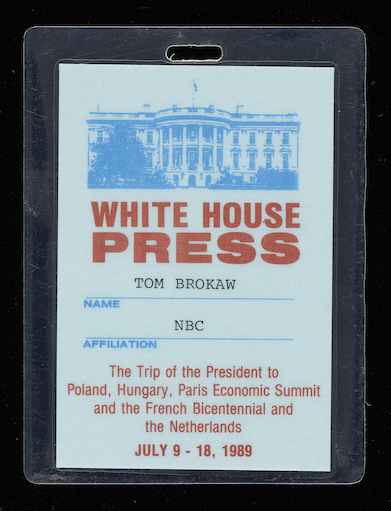 WHITE HOUSE
PRESS
TOM BROKAW
NAME
NBC
AFFILIATION
The Trip of the President to
Poland, Hungary, Paris Economic Summit
and the French Bicentennial and
the Netherlands
JULY 9 - 18, 1989